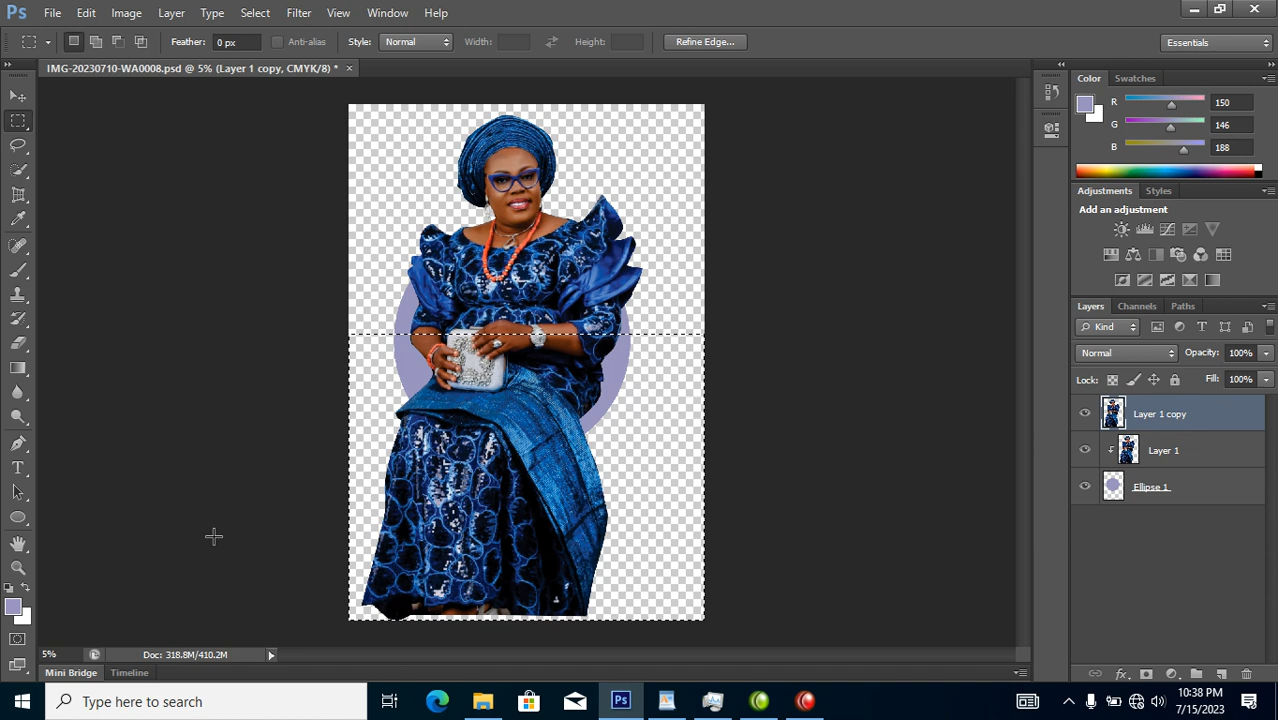 Ps File Edit Image Layer Type Select Filter View Window Help
Feather: 0 px Anti-alias Style: Normal Width: Height: Refine Edge... Essentials
IMG-20230710-WA0008.psd @ 5% (Layer 1 copy, CMYK/8) * ×
Color Swatches
R 150
G 146
B 188
Adjustments Styles
Add an adjustment
Layers Channels Paths
Kind
Normal Opacity: 100%
Lock: Fill: 100%
Layer 1 copy
Layer 1
Ellipse 1
5% Doc: 318.8M/410.2M
Mini Bridge Timeline
Type here to search
Ps
10:38 PM
7/15/2023